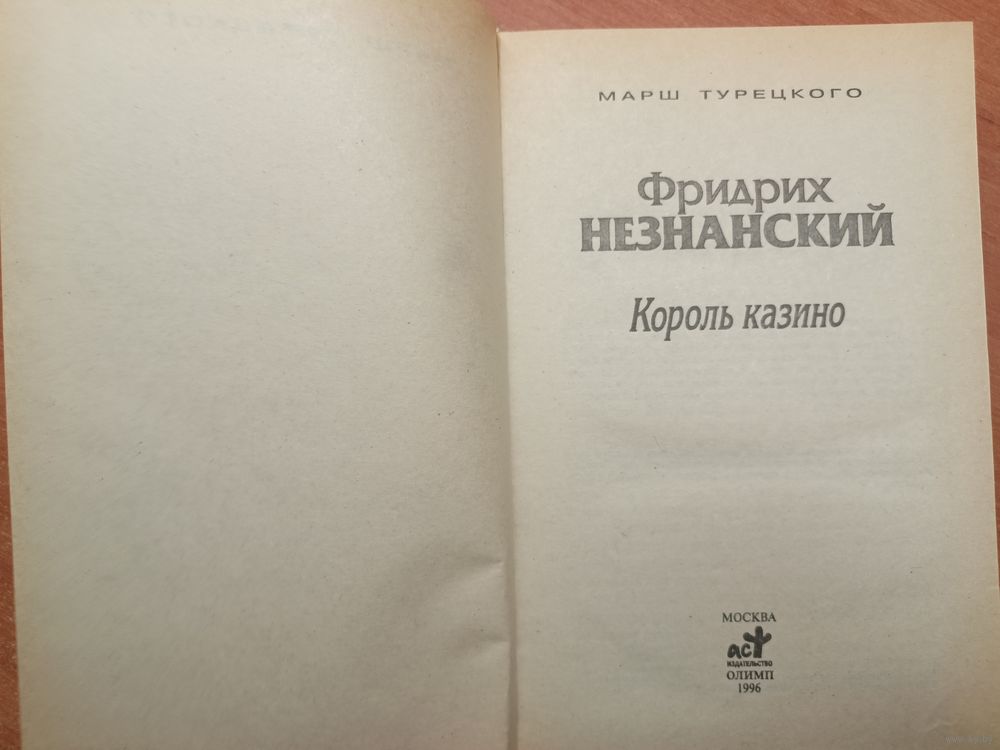 МАРШ ТУРЕЦКОГО
Фридрих
НЕЗНАНСКИЙ
Король казино
МОСКВА
аст
ИЗДАТЕЛЬСТВО
ОЛИМП
1996